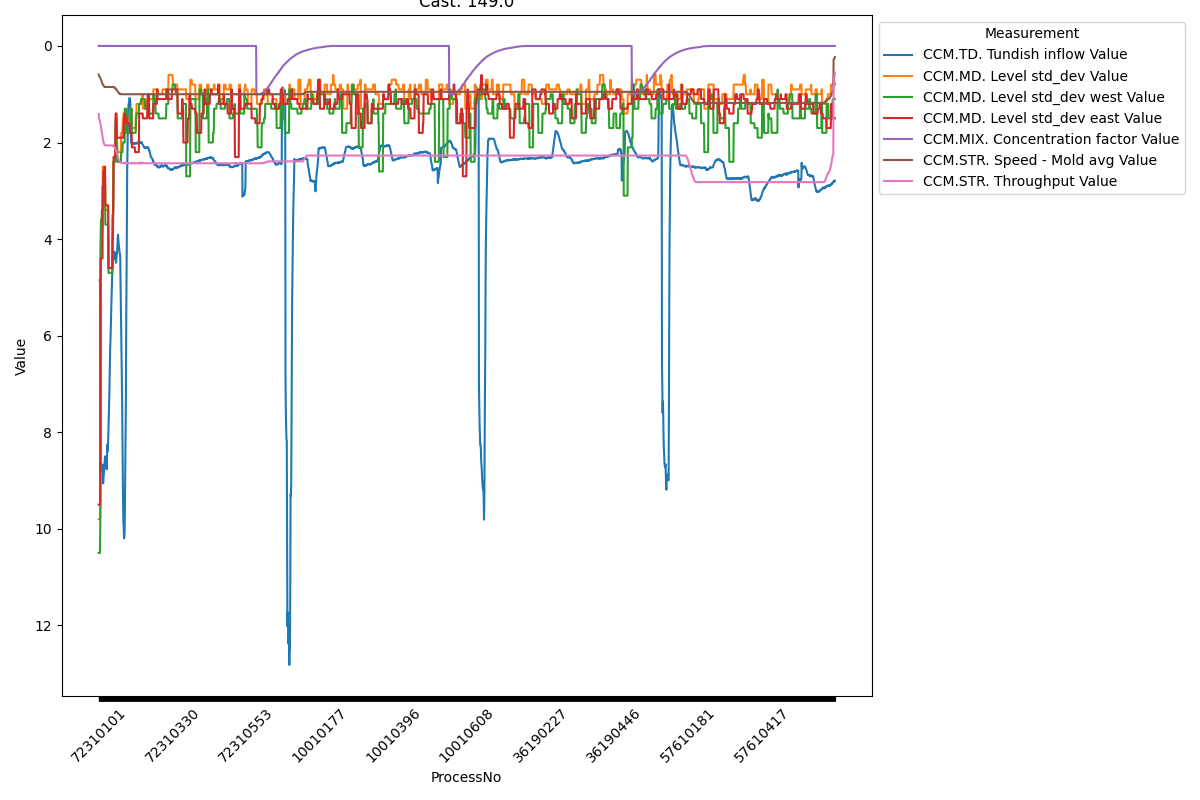 Cast: 149.0
Measurement
CCM.TD. Tundish inflow Value
CCM.MD. Level std_dev Value
CCM.MD. Level std_dev west Value
CCM.MD. Level std_dev east Value
CCM.MIX. Concentration factor Value
CCM.STR. Speed - Mold avg Value
CCM.STR. Throughput Value
Value
0
2
4
6
8
10
12
72310101
72310330
72310553
10010177
10010396
10010608
36190227
36190446
57610181
57610417
ProcessNo